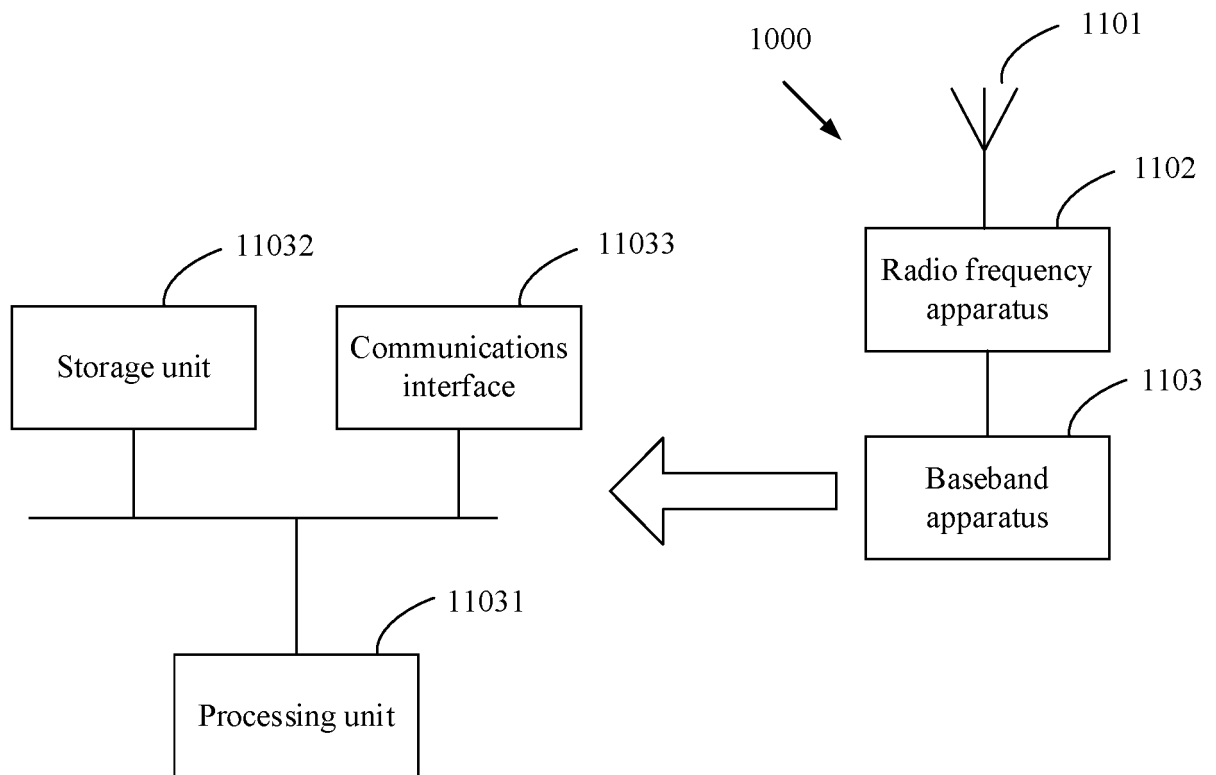 1000
1101
1102
Radio frequency
apparatus
11032
11033
Storage unit
Communications
interface
1103
Baseband
apparatus
11031
Processing unit